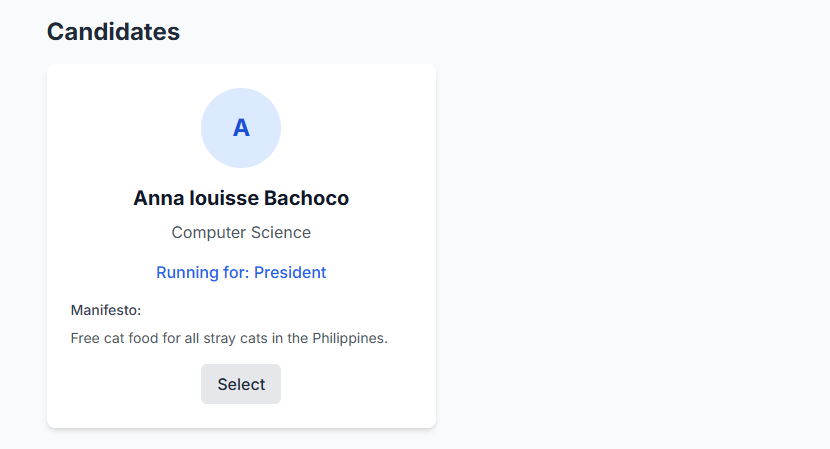 Candidates
A
Anna louisse Bachoco
Computer Science
Running for: President
Manifesto:
Free cat food for all stray cats in the Philippines.
Select